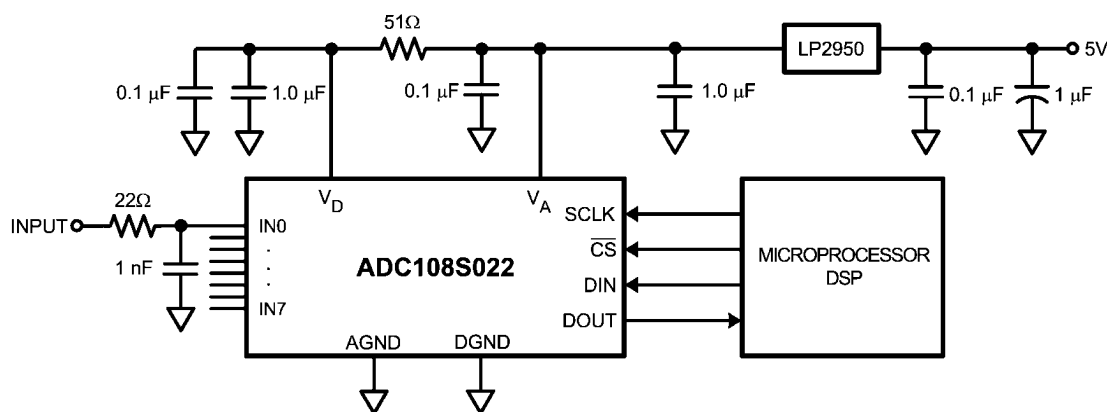 51Ω
LP2950
5V
0.1 μF
1.0 μF
0.1 μF
1.0 μF
0.1 μF
1 μF
V_D
V_A
22Ω
INPUT
IN0
1 nF
.
.
.
IN7
ADC108S022
SCLK
C̅S̅
DIN
DOUT
MICROPROCESSOR
DSP
AGND
DGND